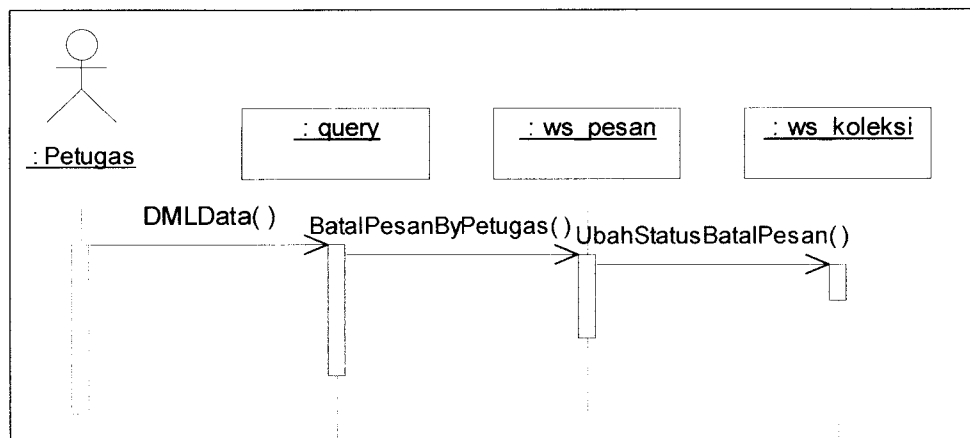 : Petugas
: query
: ws_pesan
: ws_koleksi
DMLData( )
BatalPesanByPetugas()
UbahStatusBatalPesan()